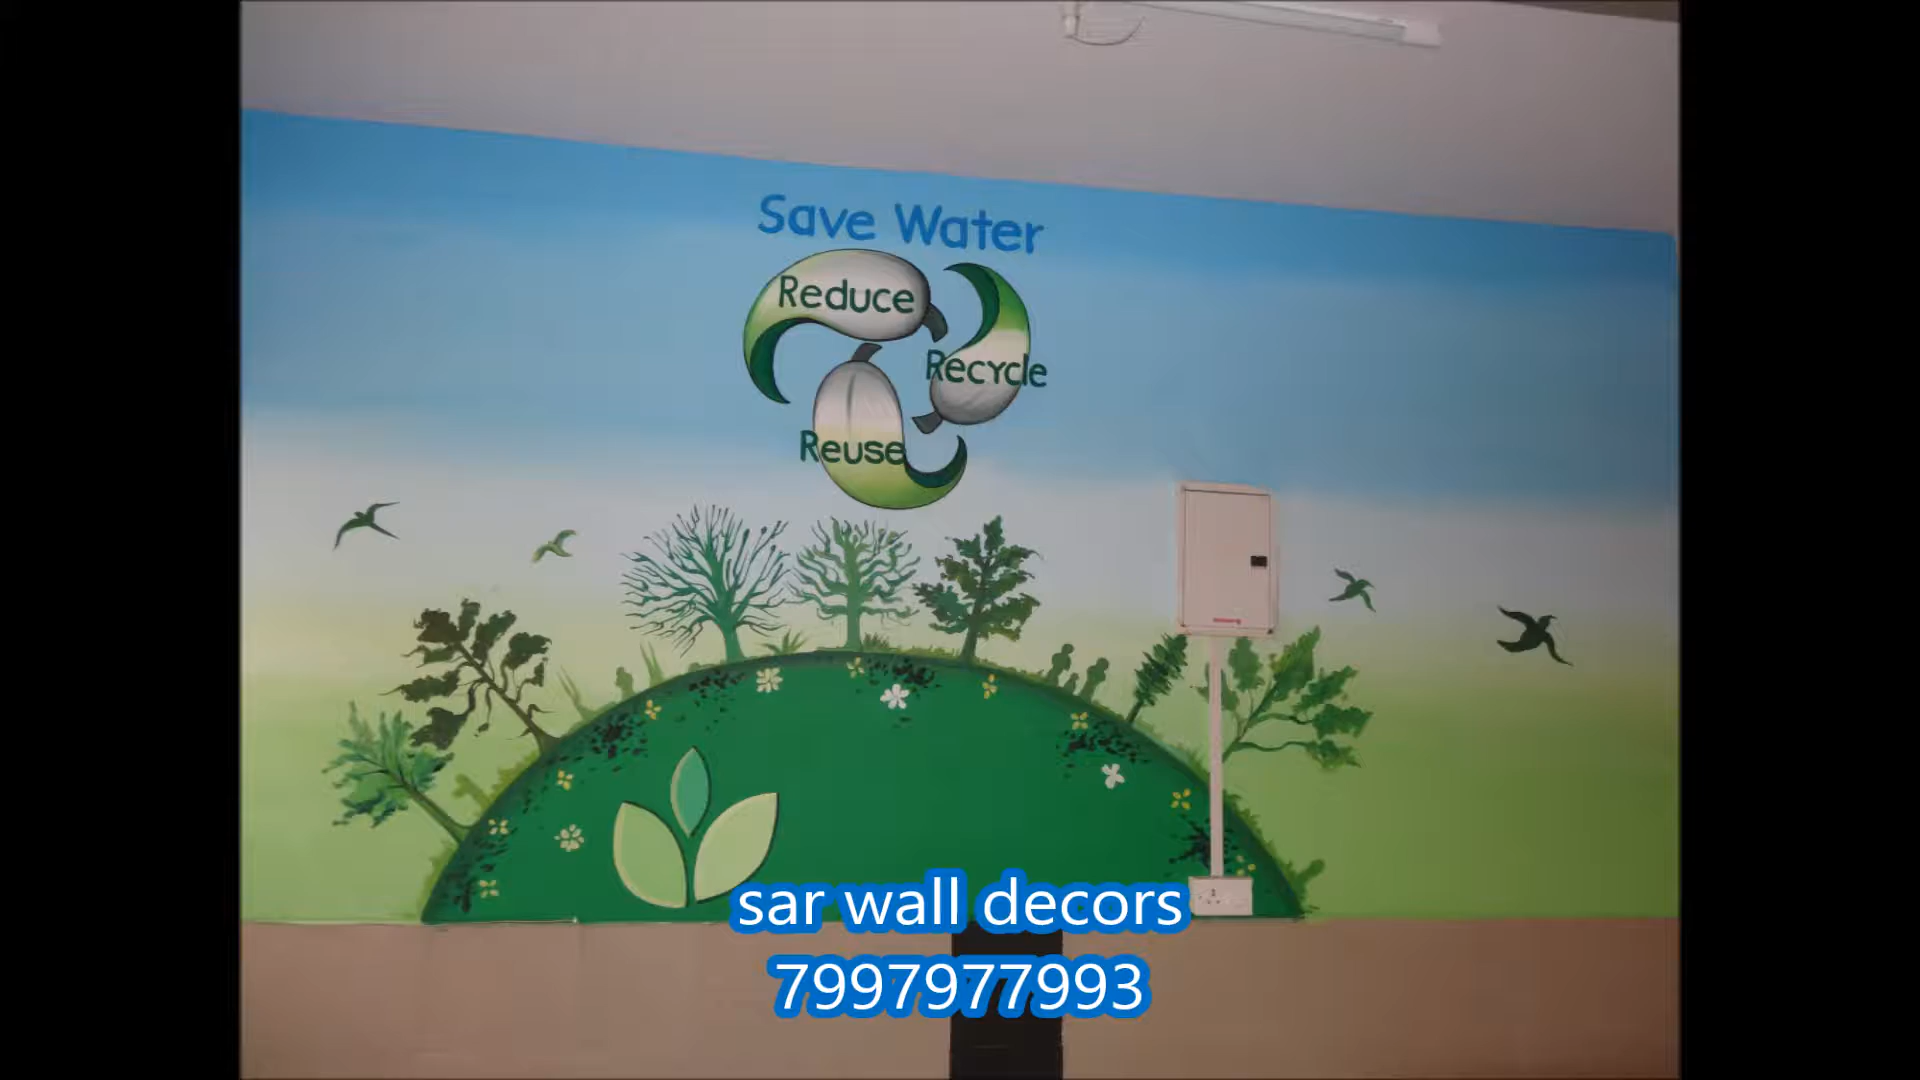 Save Water
Reduce
Recycle
Reuse
sar wall decors
7997977993